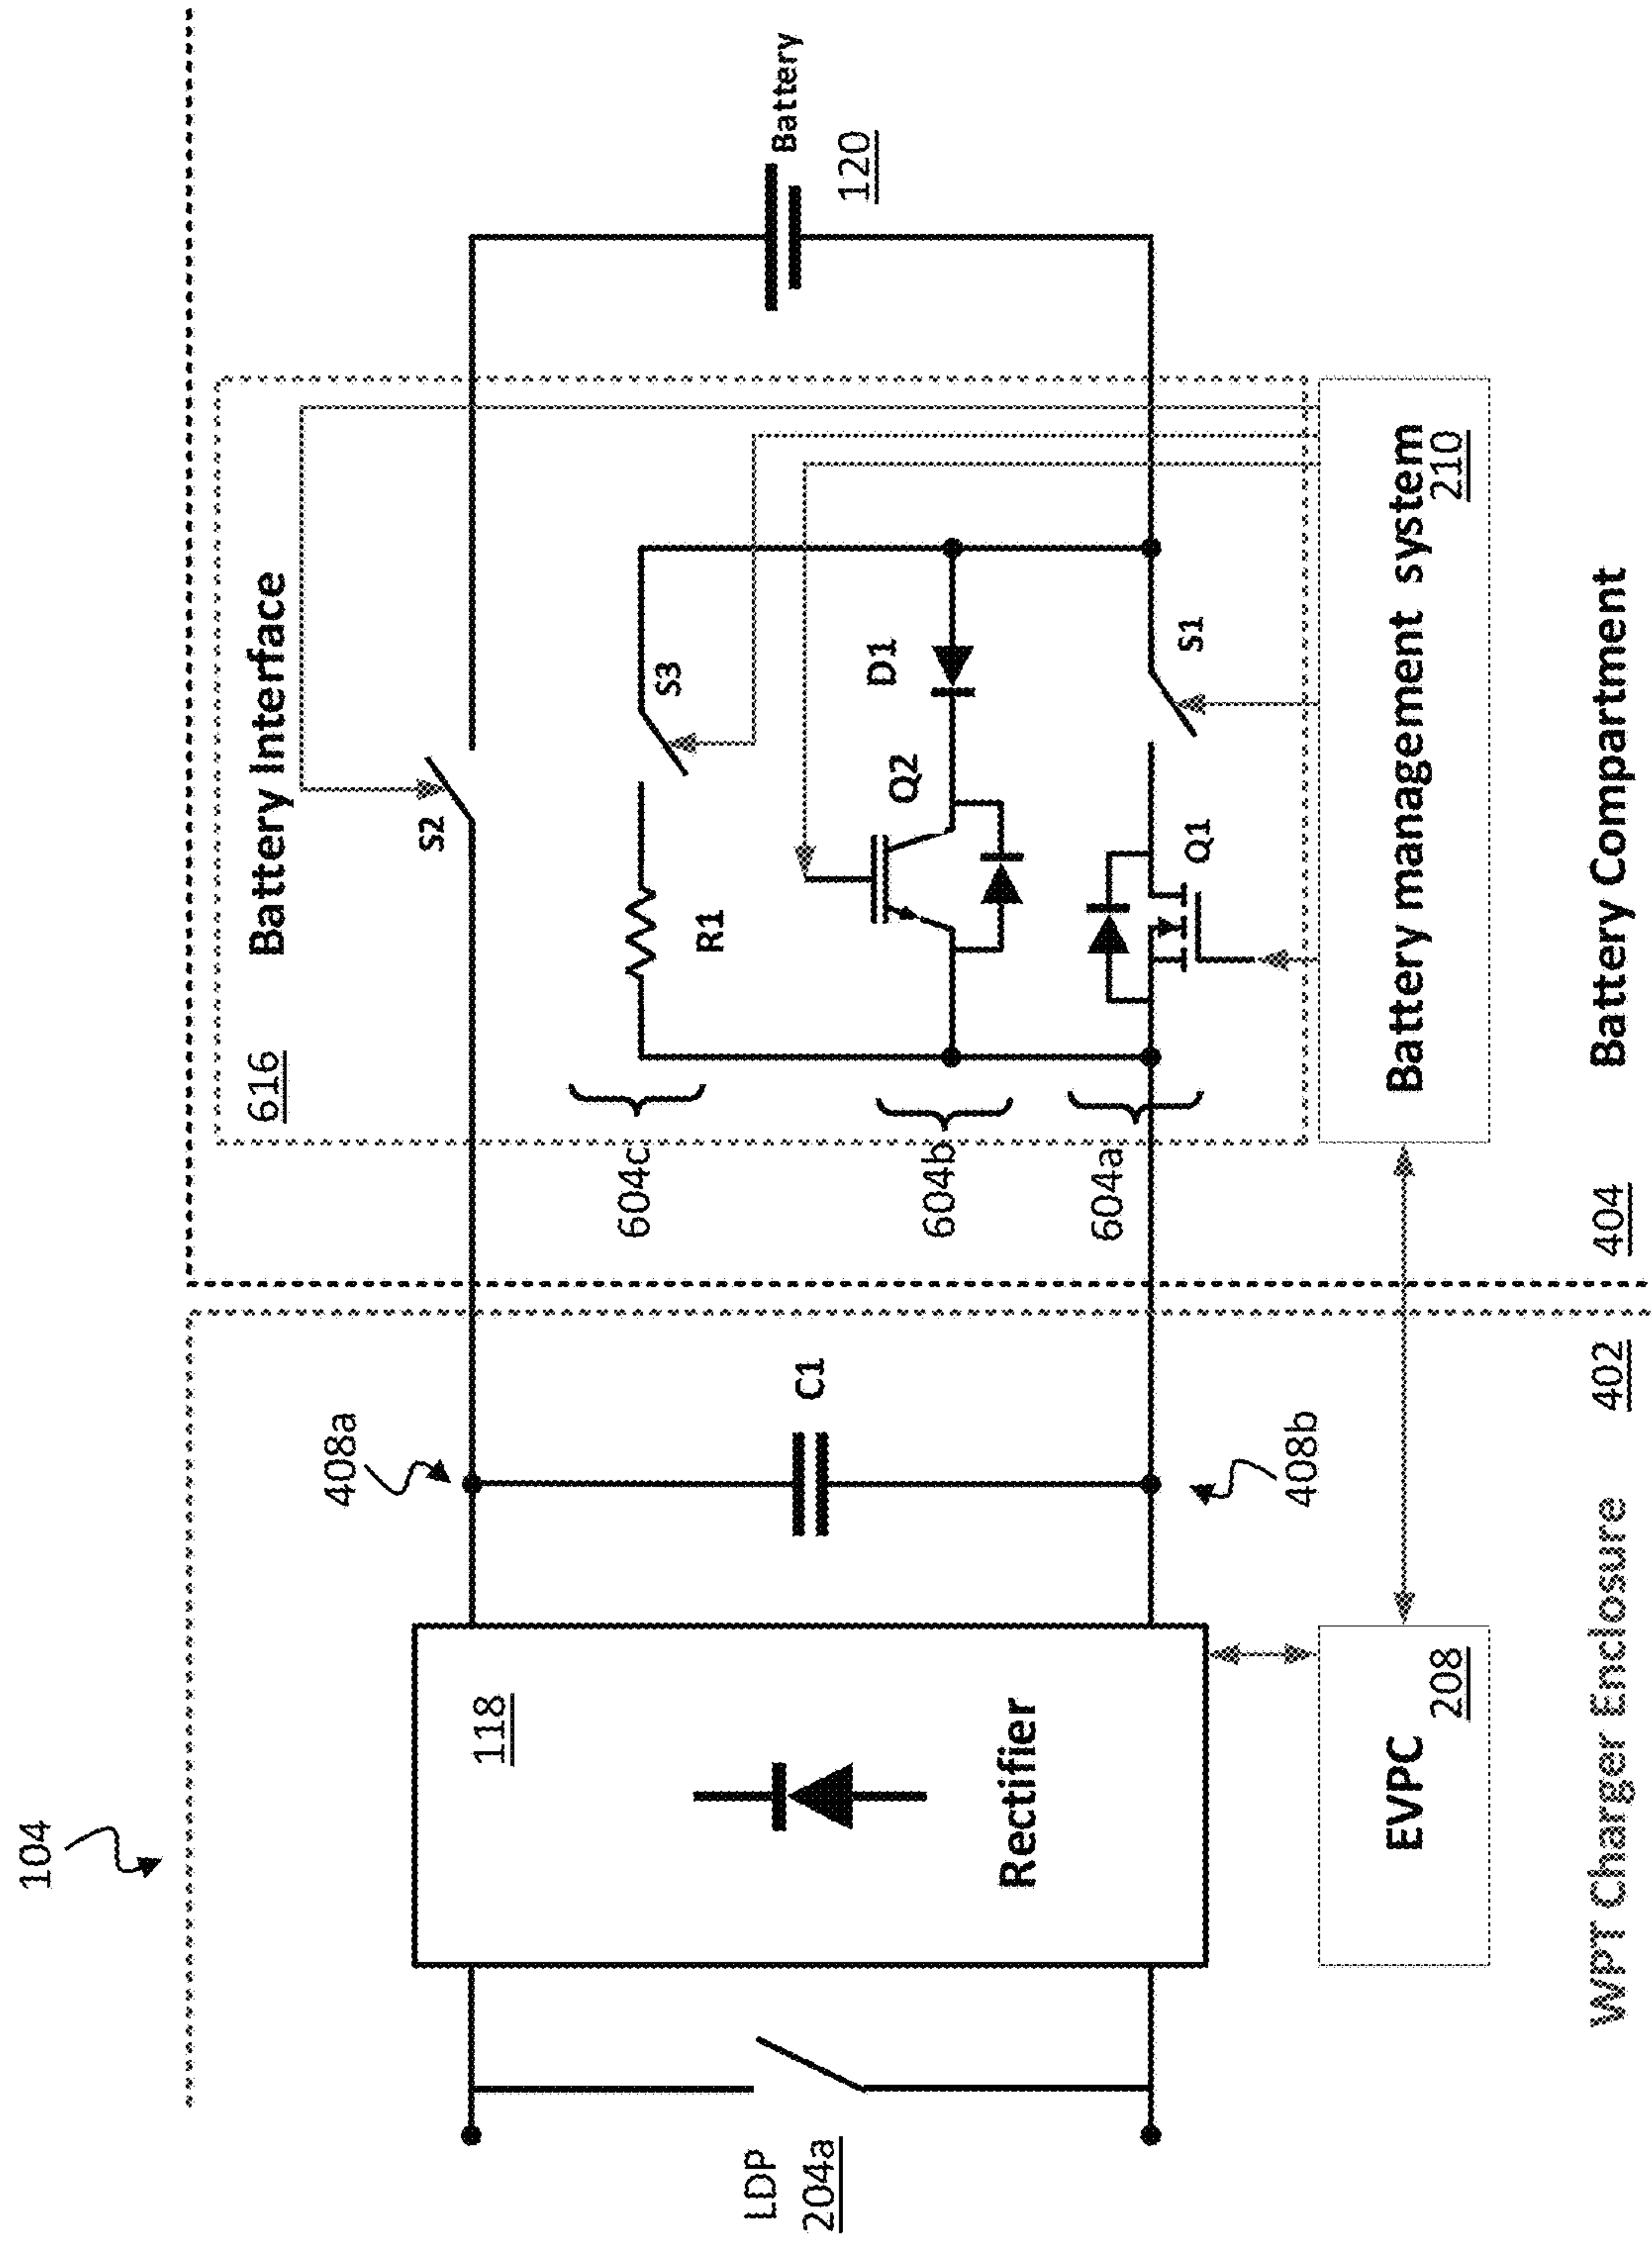 104
LDP
204a
118
Rectifier
EVPC
208
WPT Charger Enclosure
402
408a
C1
408b
616
Battery Interface
S2
604c
R1
S3
604b
Q2
D1
604a
Q1
S1
Battery management system
210
404
Battery Compartment
Battery
120